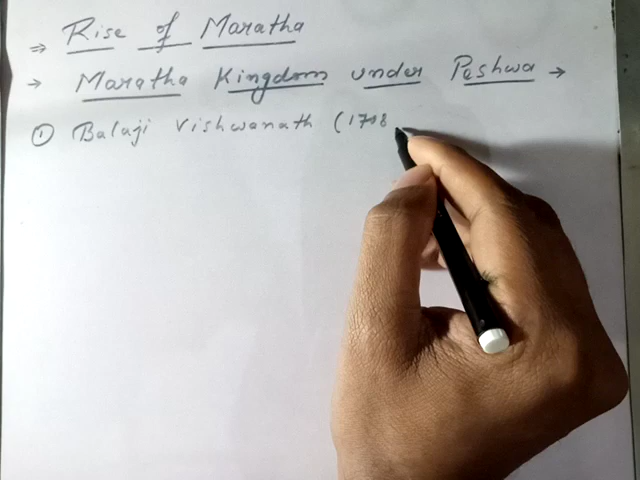 ⇒ Rise of Maratha
→ Maratha Kingdom under Peshwa →
① Balaji Vishwanath (1708